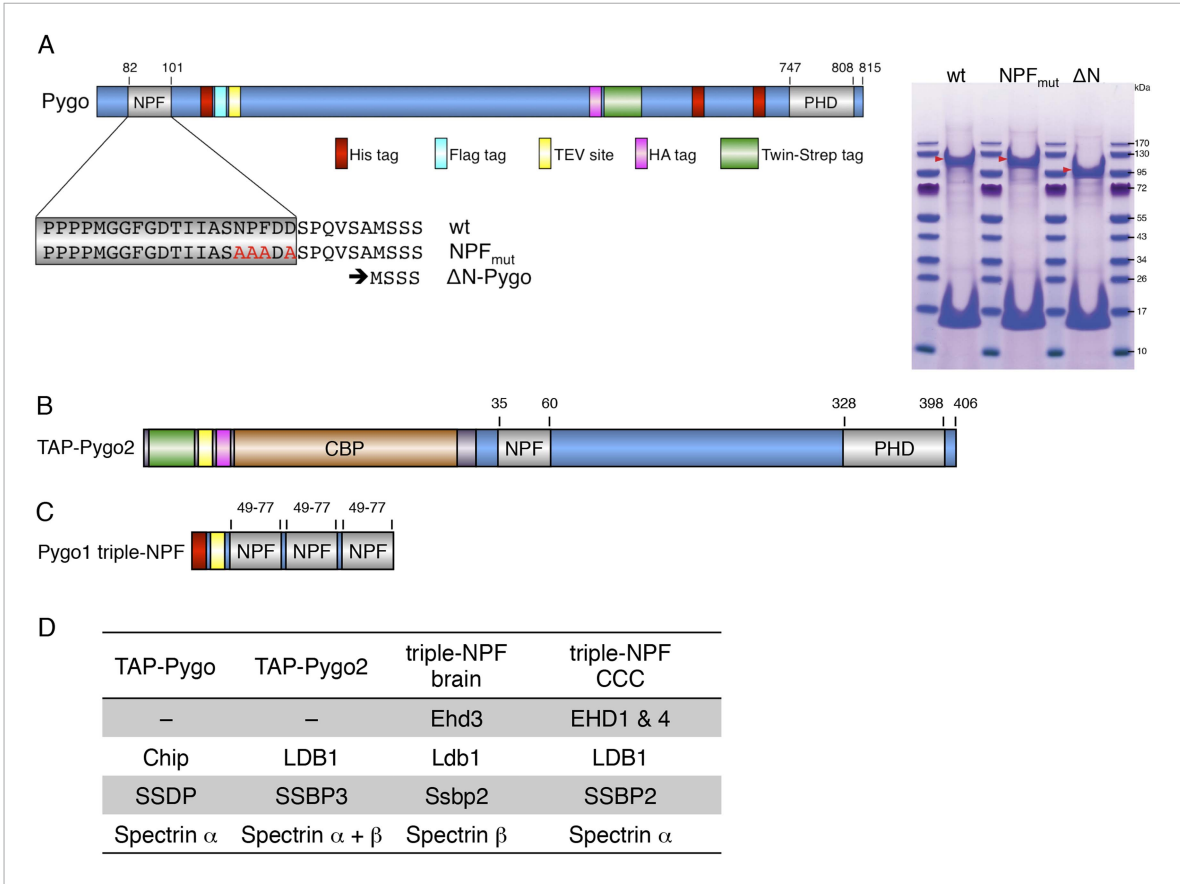 A
82 101 747 808 815
Pygo NPF PHD
His tag Flag tag TEV site HA tag Twin-Strep tag
PPPPMGGFGDTIIASNPFDDSPQVSAMSSS wt
PPPPMGGFGDTIIASAAADASPQVSAMSSS NPFmut
➔MSSS ΔN-Pygo
wt NPFmut ΔN
kDa
170
130
95
72
55
43
34
26
17
10
B
35 60 328 398 406
TAP-Pygo2 CBP NPF PHD
C
49-77 49-77 49-77
Pygo1 triple-NPF NPF NPF NPF
D
TAP-Pygo TAP-Pygo2 triple-NPF brain triple-NPF CCC
– – Ehd3 EHD1 & 4
Chip LDB1 Ldb1 LDB1
SSDP SSBP3 Ssbp2 SSBP2
Spectrin α Spectrin α + β Spectrin β Spectrin α